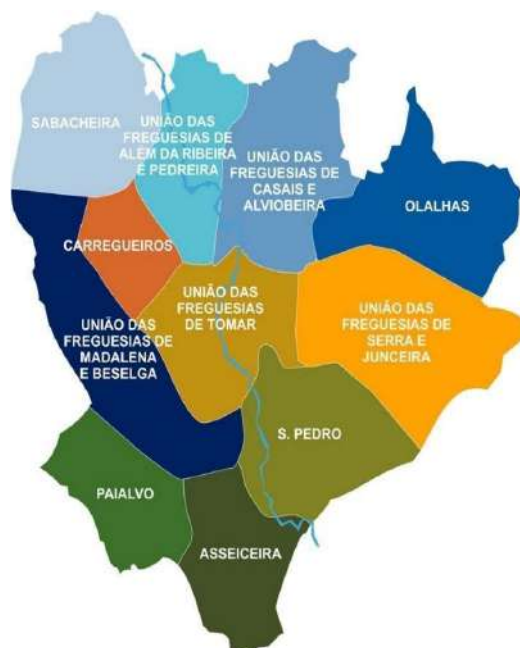 SABACHEIRA
UNIÃO DAS
FREGUESIAS DE
ALÉM DA RIBEIRA
E PEDREIRA
UNIÃO DAS
FREGUESIAS DE
CASAIS E
ALVIOBEIRA
OLALHAS
CARREGUEIROS
UNIÃO DAS
FREGUESIAS
DE TOMAR
UNIÃO DAS
FREGUESIAS DE
SERRA E
JUNCEIRA
UNIÃO DAS
FREGUESIAS DE
MADALENA
E BESELGA
S. PEDRO
PAIALVO
ASSEICEIRA